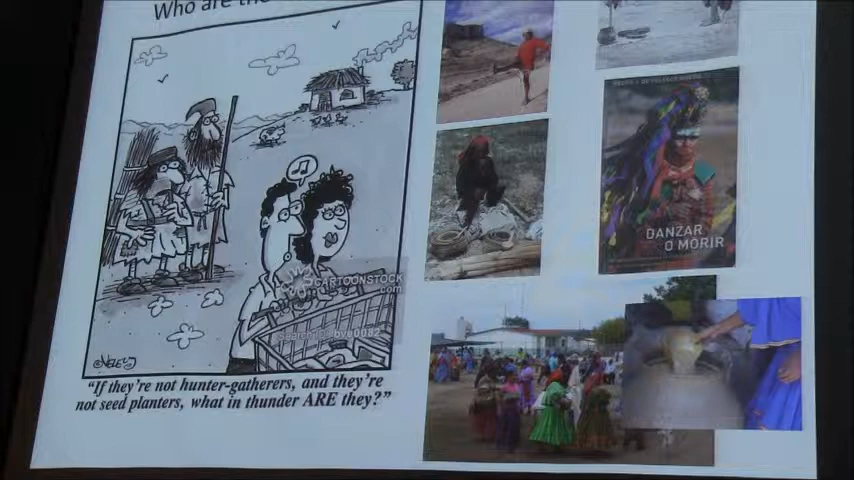 Who are the
CARTOONSTOCK
.com
©VELEZ
"If they're not hunter-gatherers, and they're
not seed planters, what in thunder ARE they?"
DANZAR
O MORIR